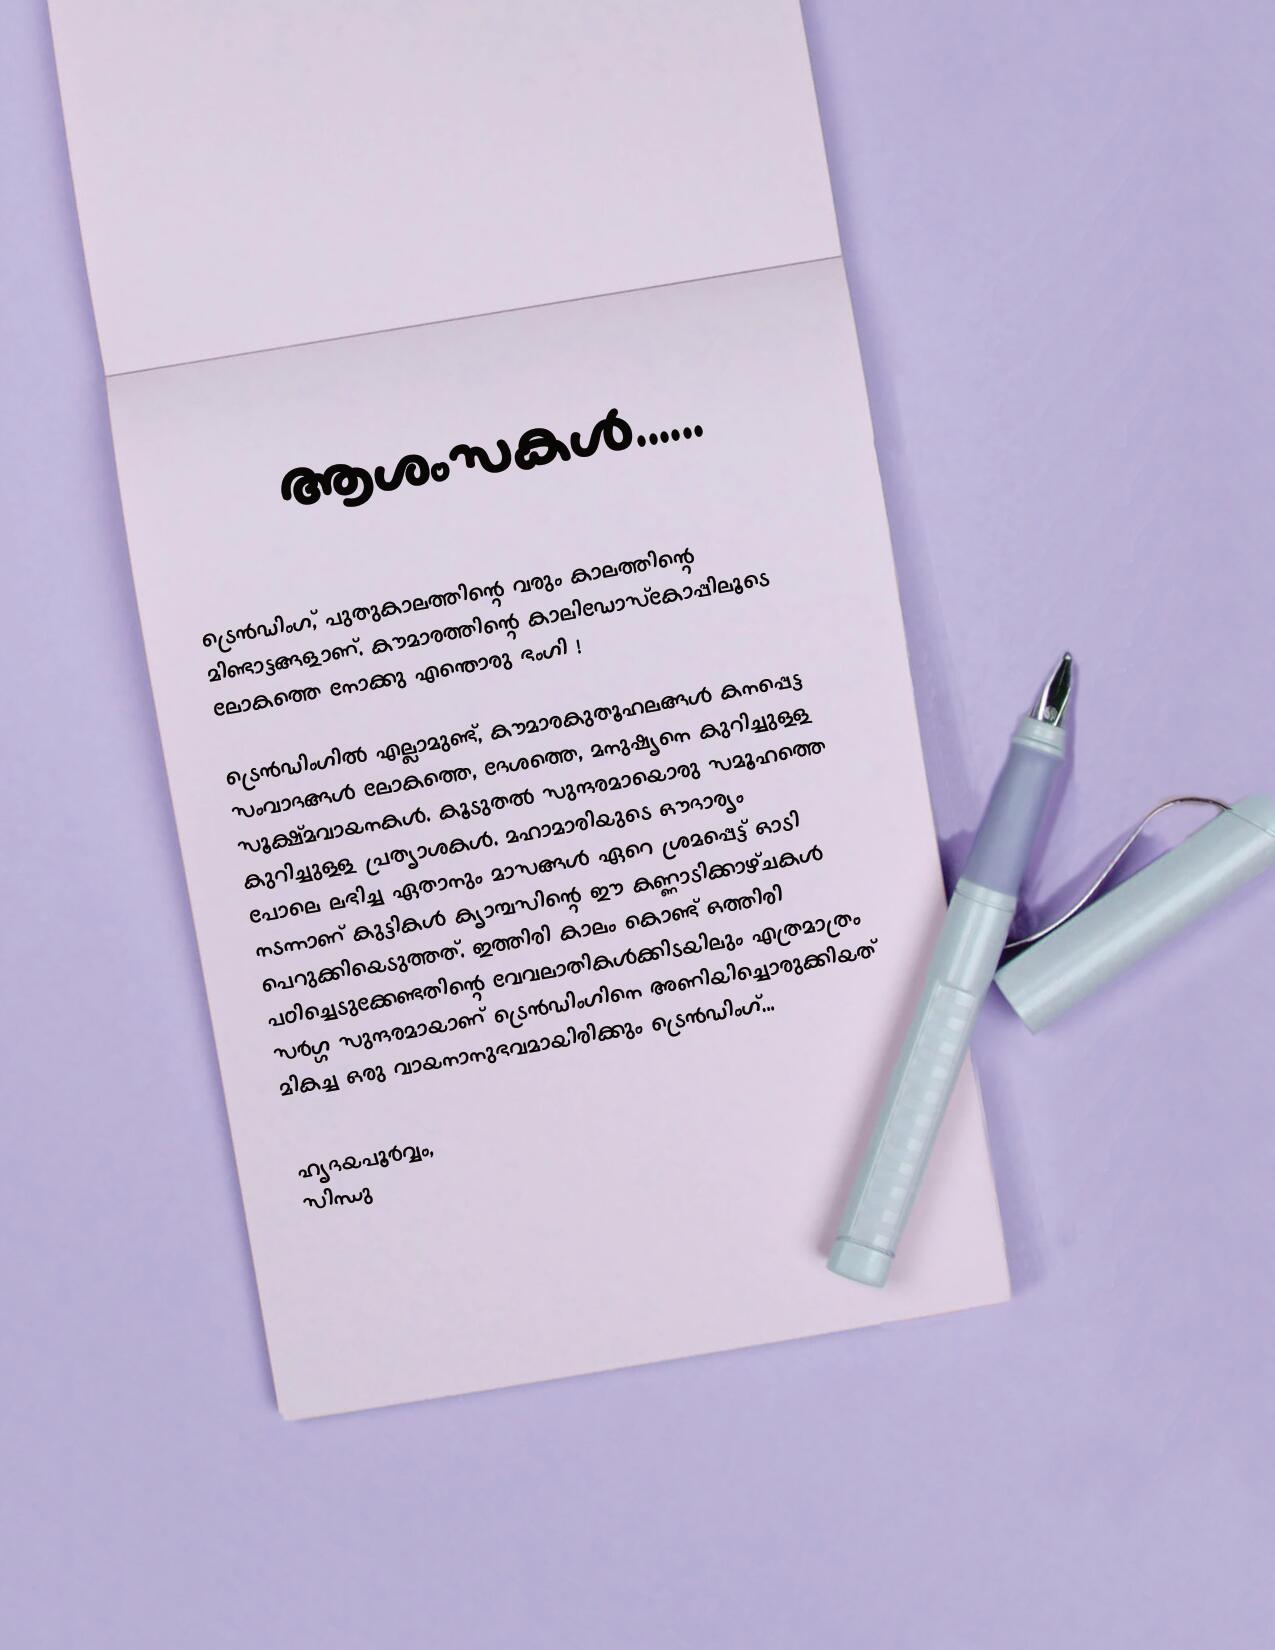 ആശംസകൾ......
ട്രെൻഡിംഗ്, പുതുകാലത്തിന്റെ വരും കാലത്തിന്റെ
മിണ്ടാട്ടങ്ങളാണ്. കൗമാരത്തിന്റെ കാലിഡോസ്കോപ്പിലൂടെ
ലോകത്തെ നോക്കു എന്തൊരു ഭംഗി !
ട്രെൻഡിംഗിൽ എല്ലാമുണ്ട്, കൗമാരകുതൂഹലങ്ങൾ കനപ്പെട്ട
സംവാദങ്ങൾ ലോകത്തെ, ദേശത്തെ, മനുഷ്യനെ കുറിച്ചുള്ള
സൂക്ഷ്മവായനകൾ. കൂടുതൽ സുന്ദരമായൊരു സമൂഹത്തെ
കുറിച്ചുള്ള പ്രത്യാശകൾ. മഹാമാരിയുടെ ഔദാര്യം
പോലെ ലഭിച്ച ഏതാനും മാസങ്ങൾ ഏറെ ശ്രമപ്പെട്ട് ഓടി
നടന്നാണ് കുട്ടികൾ ക്യാമ്പസിന്റെ ഈ കണ്ണാടിക്കാഴ്ചകൾ
പെറുക്കിയെടുത്തത്. ഇത്തിരി കാലം കൊണ്ട് ഒത്തിരി
പഠിച്ചെടുക്കേണ്ടതിന്റെ വേവലാതികൾക്കിടയിലും എത്രമാത്രം
സർഗ്ഗ സുന്ദരമായാണ് ട്രെൻഡിംഗിനെ അണിയിച്ചൊരുക്കിയത്
മികച്ച ഒരു വായനാനുഭവമായിരിക്കും ട്രെൻഡിംഗ്...
ഹൃദയപൂർവ്വം,
സിന്ധു